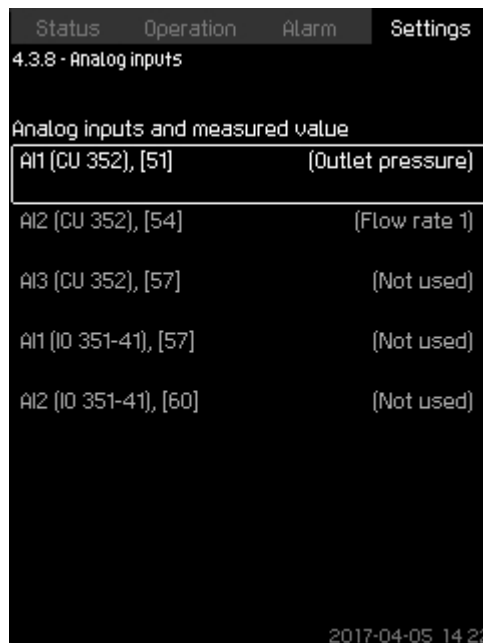 Status Operation Alarm Settings
4.3.8 - Analog inputs
Analog inputs and measured value
AI1 (CU 352), [51] (Outlet pressure)
AI2 (CU 352), [54] (Flow rate 1)
AI3 (CU 352), [57] (Not used)
AI1 (IO 351-41), [57] (Not used)
AI2 (IO 351-41), [60] (Not used)
2017-04-05 14:22